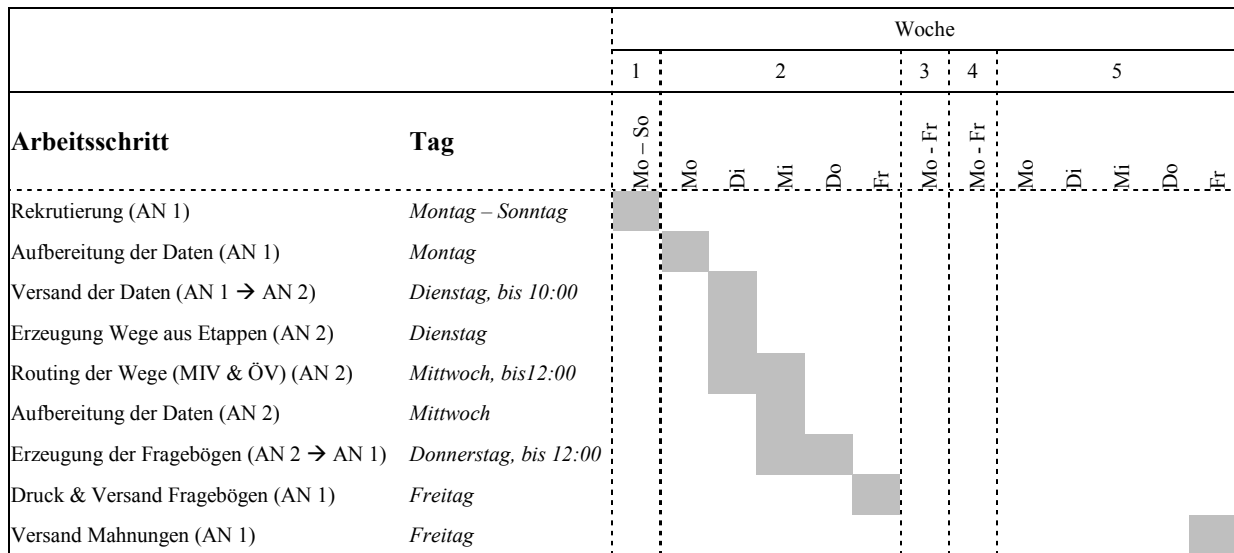 Woche
1 2 3 4 5
Arbeitsschritt Tag Mo – So Mo Di Mi Do Fr Mo - Fr Mo - Fr Mo Di Mi Do Fr
Rekrutierung (AN 1) Montag – Sonntag
Aufbereitung der Daten (AN 1) Montag
Versand der Daten (AN 1 → AN 2) Dienstag, bis 10:00
Erzeugung Wege aus Etappen (AN 2) Dienstag
Routing der Wege (MIV & ÖV) (AN 2) Mittwoch, bis12:00
Aufbereitung der Daten (AN 2) Mittwoch
Erzeugung der Fragebögen (AN 2 → AN 1) Donnerstag, bis 12:00
Druck & Versand Fragebögen (AN 1) Freitag
Versand Mahnungen (AN 1) Freitag